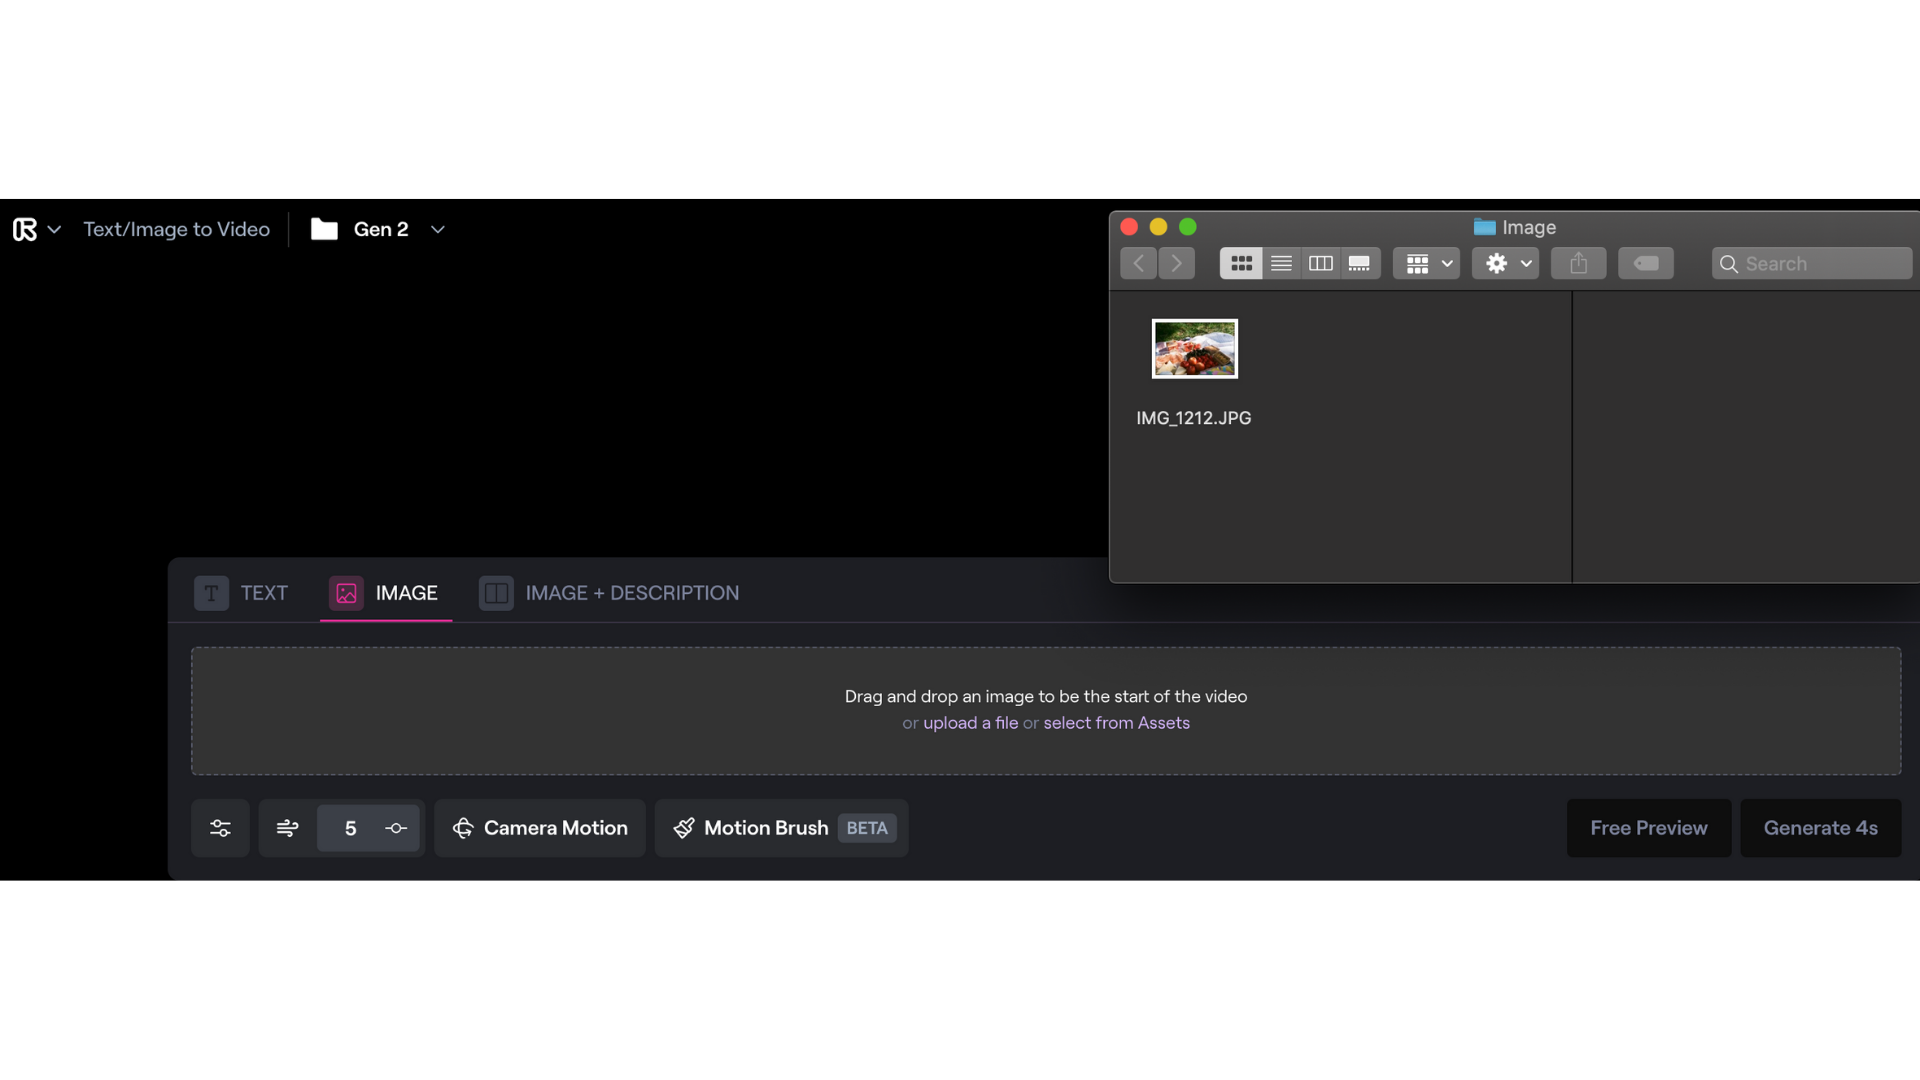 Text/Image to Video
Gen 2
Image
Search
IMG_1212.JPG
T TEXT
IMAGE
IMAGE + DESCRIPTION
Drag and drop an image to be the start of the video
or upload a file or select from Assets
5
Camera Motion
Motion Brush BETA
Free Preview
Generate 4s